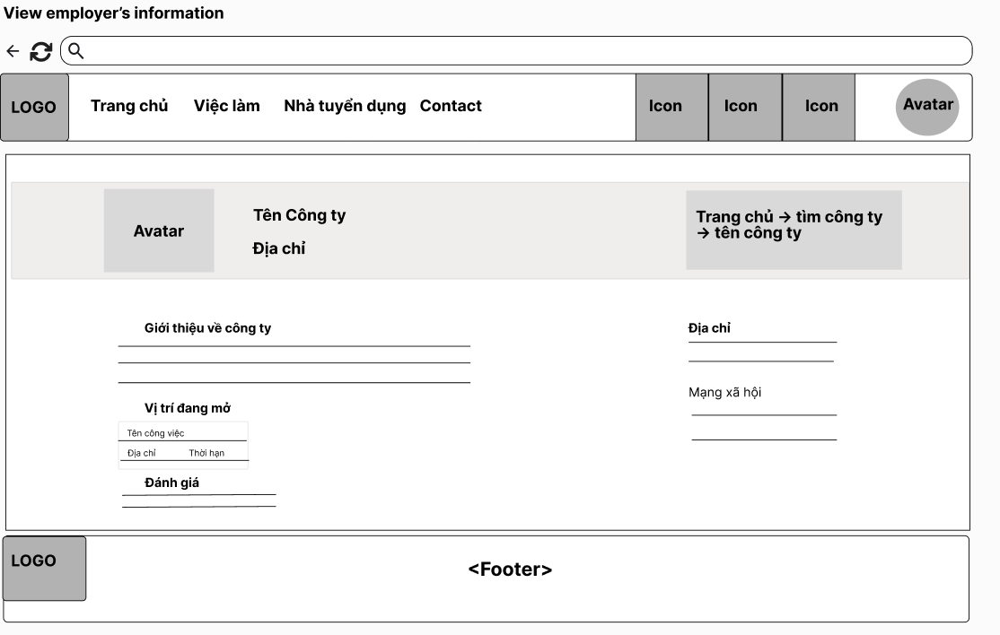 View employer’s information
LOGO
Trang chủ
Việc làm
Nhà tuyển dụng
Contact
Icon
Icon
Icon
Avatar
Avatar
Tên Công ty
Địa chỉ
Trang chủ → tìm công ty
→ tên công ty
Giới thiệu về công ty
Vị trí đang mở
Tên công việc
Địa chỉ
Thời hạn
Đánh giá
Địa chỉ
Mạng xã hội
LOGO
<Footer>